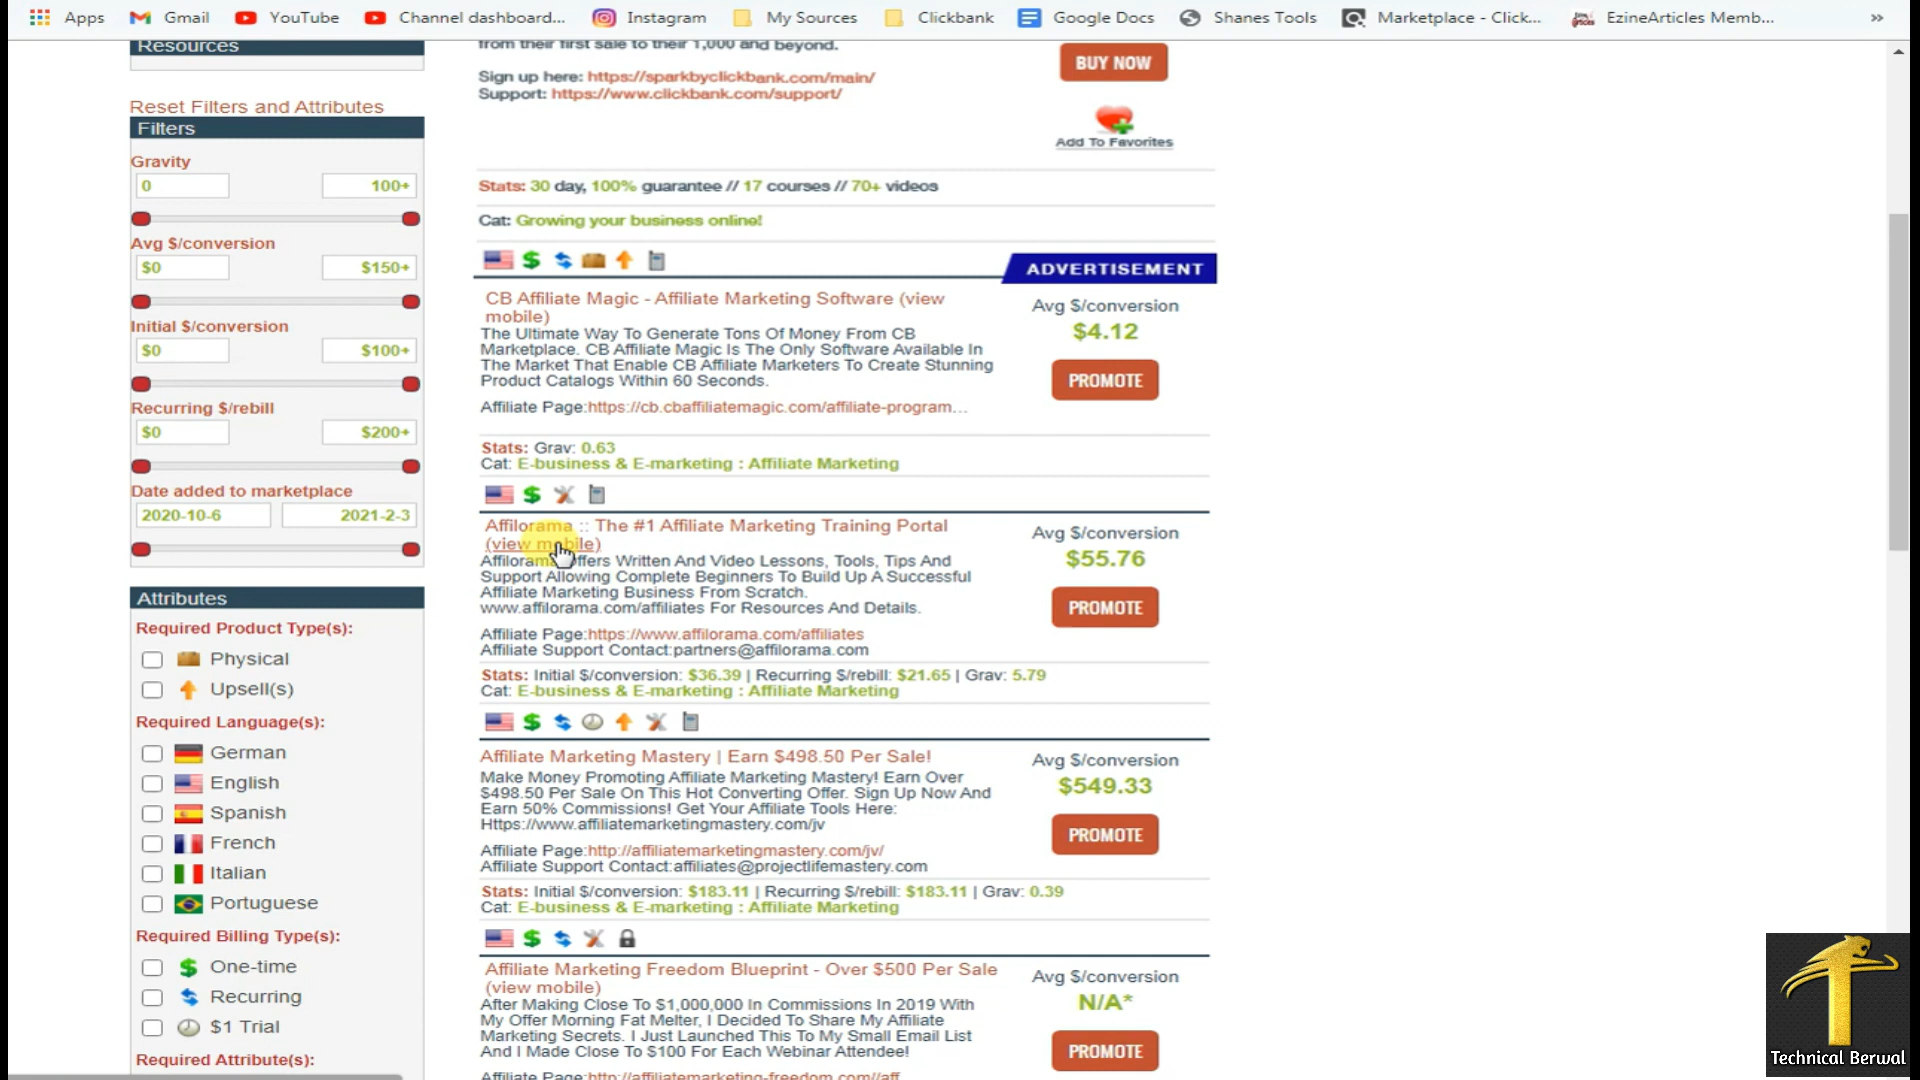 Apps
Gmail
YouTube
Channel dashboard...
Instagram
My Sources
Clickbank
Google Docs
Shanes Tools
Marketplace - Click...
EzineArticles Memb...
»
Resources
Reset Filters and Attributes
Filters
Gravity
0
100+
Avg $/conversion
$0
$150+
Initial $/conversion
$0
$100+
Recurring $/rebill
$0
$200+
Date added to marketplace
2020-10-6
2021-2-3
Attributes
Required Product Type(s):
Physical
Upsell(s)
Required Language(s):
German
English
Spanish
French
Italian
Portuguese
Required Billing Type(s):
One-time
Recurring
$1 Trial
Required Attribute(s):
from their first sale to their 1,000 and beyond.
Sign up here: https://sparkbyclickbank.com/main/
Support: https://www.clickbank.com/support/
BUY NOW
Add To Favorites
Stats: 30 day, 100% guarantee // 17 courses // 70+ videos
Cat: Growing your business online!
ADVERTISEMENT
CB Affiliate Magic - Affiliate Marketing Software (view
mobile)
The Ultimate Way To Generate Tons Of Money From CB
Marketplace. CB Affiliate Magic Is The Only Software Available In
The Market That Enable CB Affiliate Marketers To Create Stunning
Product Catalogs Within 60 Seconds.
Affiliate Page:https://cb.cbaffiliatemagic.com/affiliate-program...
Avg $/conversion
$4.12
PROMOTE
Stats: Grav: 0.63
Cat: E-business & E-marketing : Affiliate Marketing
Affilorama :: The #1 Affiliate Marketing Training Portal
(view mobile)
Affilorama Offers Written And Video Lessons, Tools, Tips And
Support Allowing Complete Beginners To Build Up A Successful
Affiliate Marketing Business From Scratch.
www.affilorama.com/affiliates For Resources And Details.
Affiliate Page:https://www.affilorama.com/affiliates
Affiliate Support Contact:partners@affilorama.com
Avg $/conversion
$55.76
PROMOTE
Stats: Initial $/conversion: $36.39 | Recurring $/rebill: $21.65 | Grav: 5.79
Cat: E-business & E-marketing : Affiliate Marketing
Affiliate Marketing Mastery | Earn $498.50 Per Sale!
Make Money Promoting Affiliate Marketing Mastery! Earn Over
$498.50 Per Sale On This Hot Converting Offer. Sign Up Now And
Earn 50% Commissions! Get Your Affiliate Tools Here:
Https://www.affiliatemarketingmastery.com/jv
Affiliate Page:http://affiliatemarketingmastery.com/jv/
Affiliate Support Contact:affiliates@projectlifemastery.com
Avg $/conversion
$549.33
PROMOTE
Stats: Initial $/conversion: $183.11 | Recurring $/rebill: $183.11 | Grav: 0.39
Cat: E-business & E-marketing : Affiliate Marketing
Affiliate Marketing Freedom Blueprint - Over $500 Per Sale
(view mobile)
After Making Close To $1,000,000 In Commissions In 2019 With
My Offer Morning Fat Melter, I Decided To Share My Affiliate
Marketing Secrets. I Just Launched This To My Small Email List
And I Made Close To $100 For Each Webinar Attendee!
Affiliate Page:http://affiliatemarketing-freedom.com//aff
Avg $/conversion
N/A*
PROMOTE
Technical Berwal